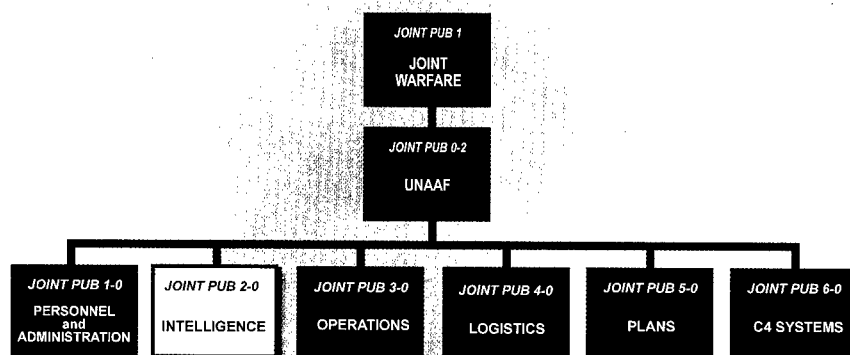 JOINT PUB 1
JOINT
WARFARE
JOINT PUB 0-2
UNAAF
JOINT PUB 1-0
PERSONNEL
and
ADMINISTRATION
JOINT PUB 2-0
INTELLIGENCE
JOINT PUB 3-0
OPERATIONS
JOINT PUB 4-0
LOGISTICS
JOINT PUB 5-0
PLANS
JOINT PUB 6-0
C4 SYSTEMS